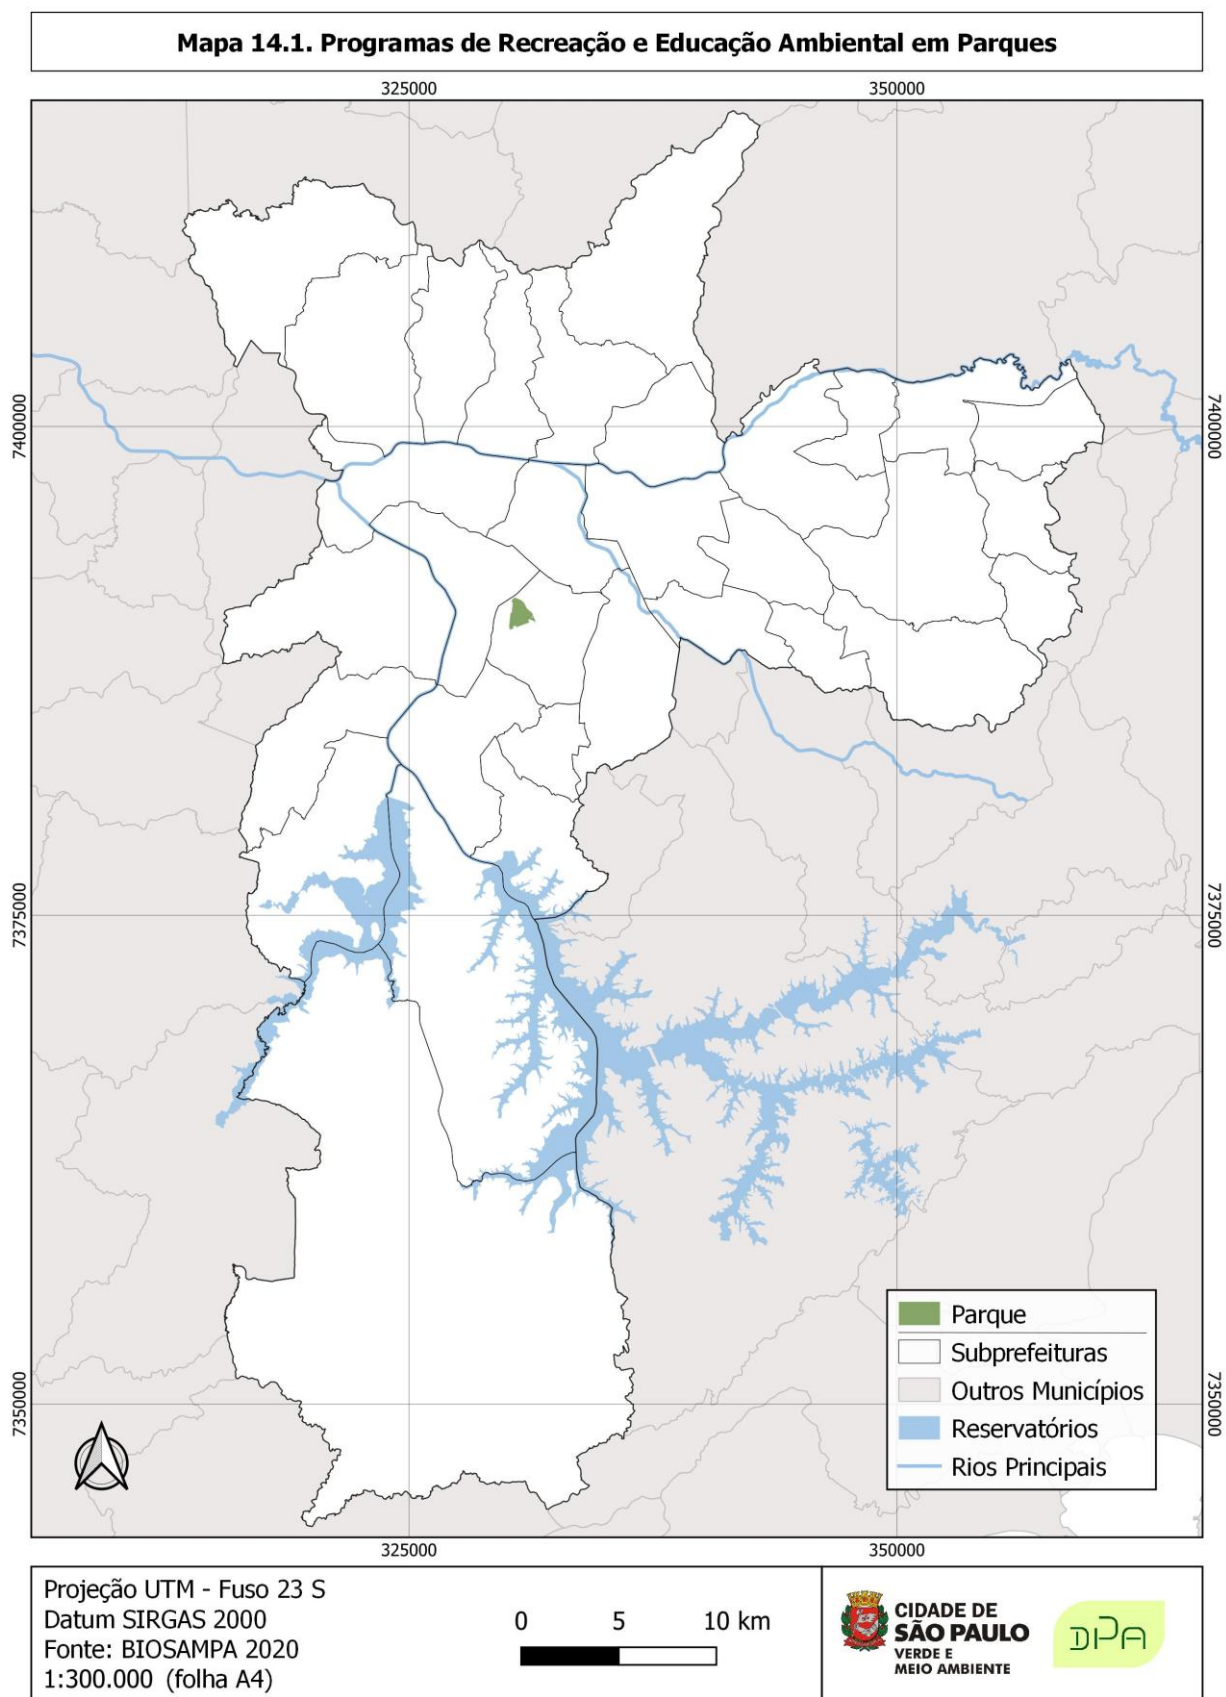 Mapa 14.1. Programas de Recreação e Educação Ambiental em Parques
325000
350000
7400000
7400000
7375000
7375000
7350000
7350000
Parque
Subprefeituras
Outros Municípios
Reservatórios
Rios Principais
325000
350000
Projeção UTM - Fuso 23 S
Datum SIRGAS 2000
Fonte: BIOSAMPA 2020
1:300.000 (folha A4)
0 5 10 km
CIDADE DE
SÃO PAULO
VERDE E
MEIO AMBIENTE
DPA